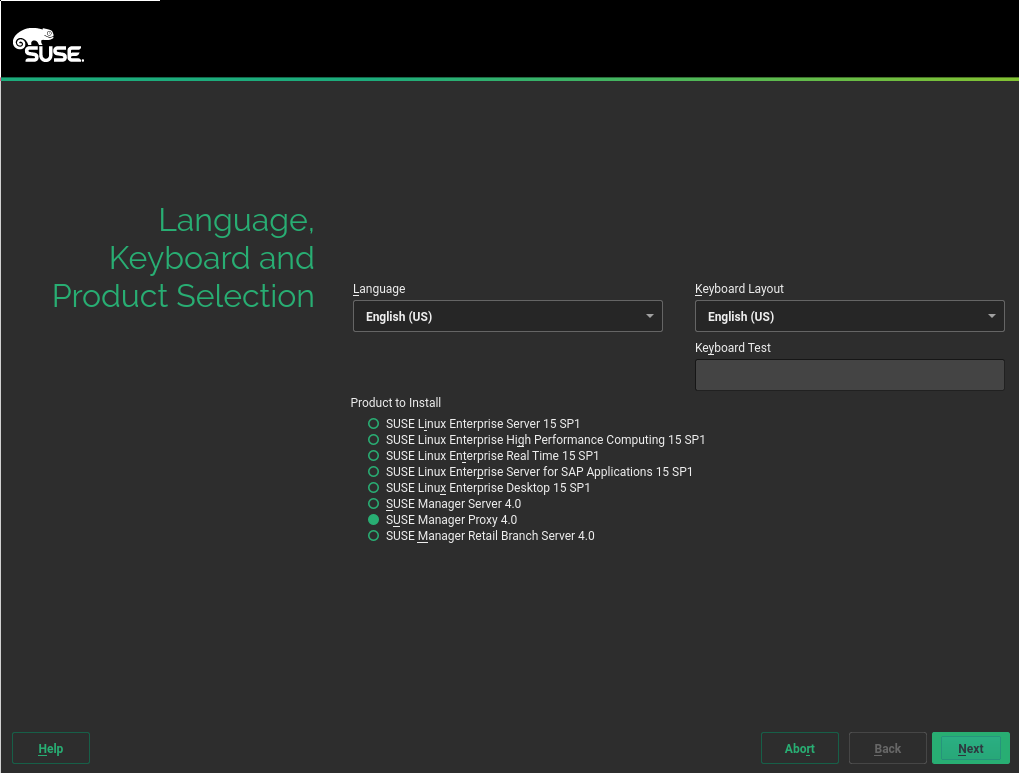 SUSE.
Language,
Keyboard and
Product Selection
Language
English (US)
Keyboard Layout
English (US)
Keyboard Test
Product to Install
SUSE Linux Enterprise Server 15 SP1
SUSE Linux Enterprise High Performance Computing 15 SP1
SUSE Linux Enterprise Real Time 15 SP1
SUSE Linux Enterprise Server for SAP Applications 15 SP1
SUSE Linux Enterprise Desktop 15 SP1
SUSE Manager Server 4.0
SUSE Manager Proxy 4.0
SUSE Manager Retail Branch Server 4.0
Help
Abort
Back
Next